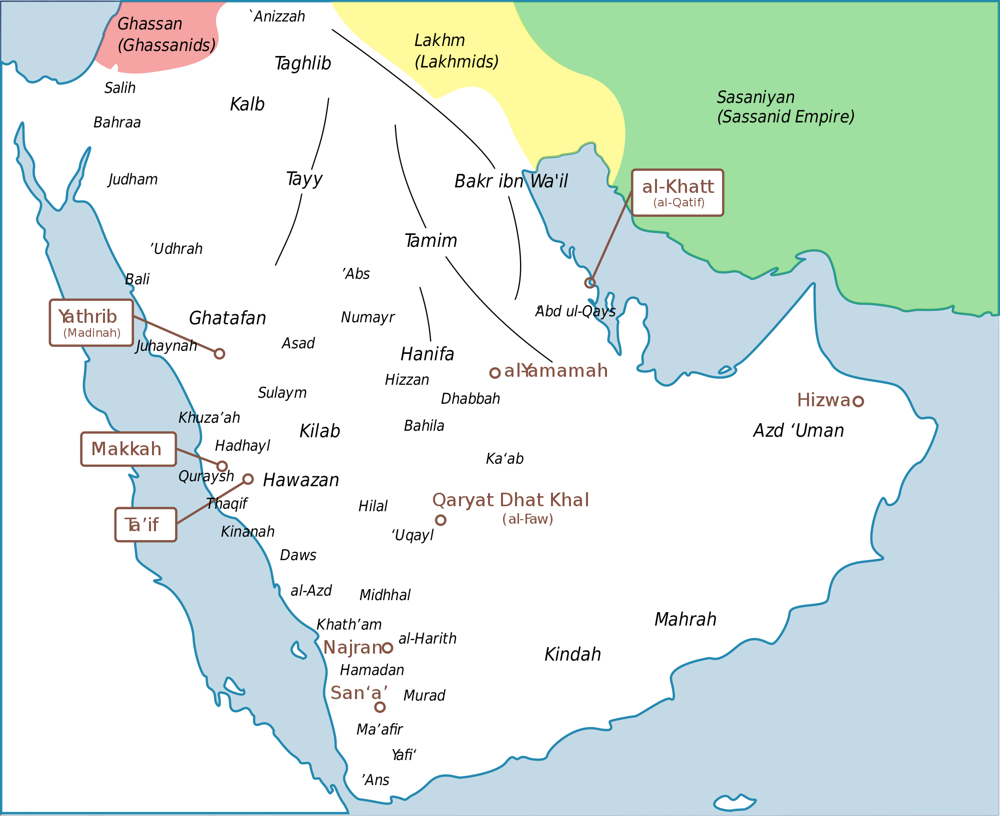 Ghassan
(Ghassanids)
`Anizzah
Lakhm
(Lakhmids)
Taghlib
Salih
Kalb
Sasaniyan
(Sassanid Empire)
Bahraa
Judham
Tayy
Bakr ibn Wa'il
al-Khatt
(al-Qatif)
’Udhrah
Tamim
Bali
’Abs
Yathrib
(Madinah)
Ghatafan
Numayr
‘Abd ul-Qays
Juhaynah
Asad
Hanifa
al-Yamamah
Hizzan
Sulaym
Dhabbah
Hizwa
Khuza’ah
Kilab
Bahila
Azd ‘Uman
Makkah
Hadhayl
Ka‘ab
Quraysh
Hawazan
Thaqif
Hilal
Qaryat Dhat Khal
(al-Faw)
Ta’if
Kinanah
‘Uqayl
Daws
al-Azd
Midhhal
Khath’am
al-Harith
Mahrah
Najran
Kindah
Hamadan
San‘a’
Murad
Ma’afir
Yafi‘
’Ans